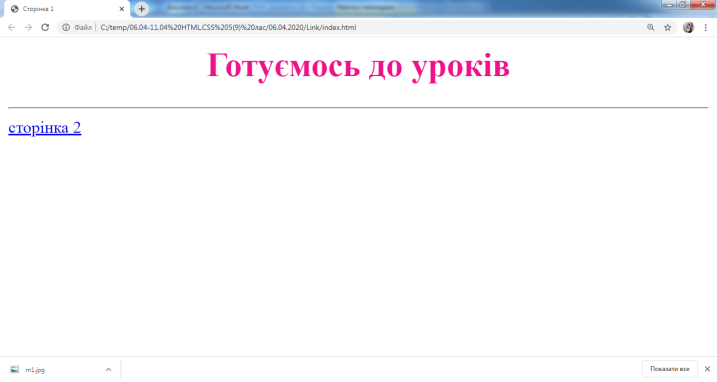 Сторінка 1
Файл
C:/temp/06.04-11.04%20HTML.CSS%205(9)%20лас/06.04.2020/Link/index.html
Готуємось до уроків
сторінка 2
m1.jpg
Показати все